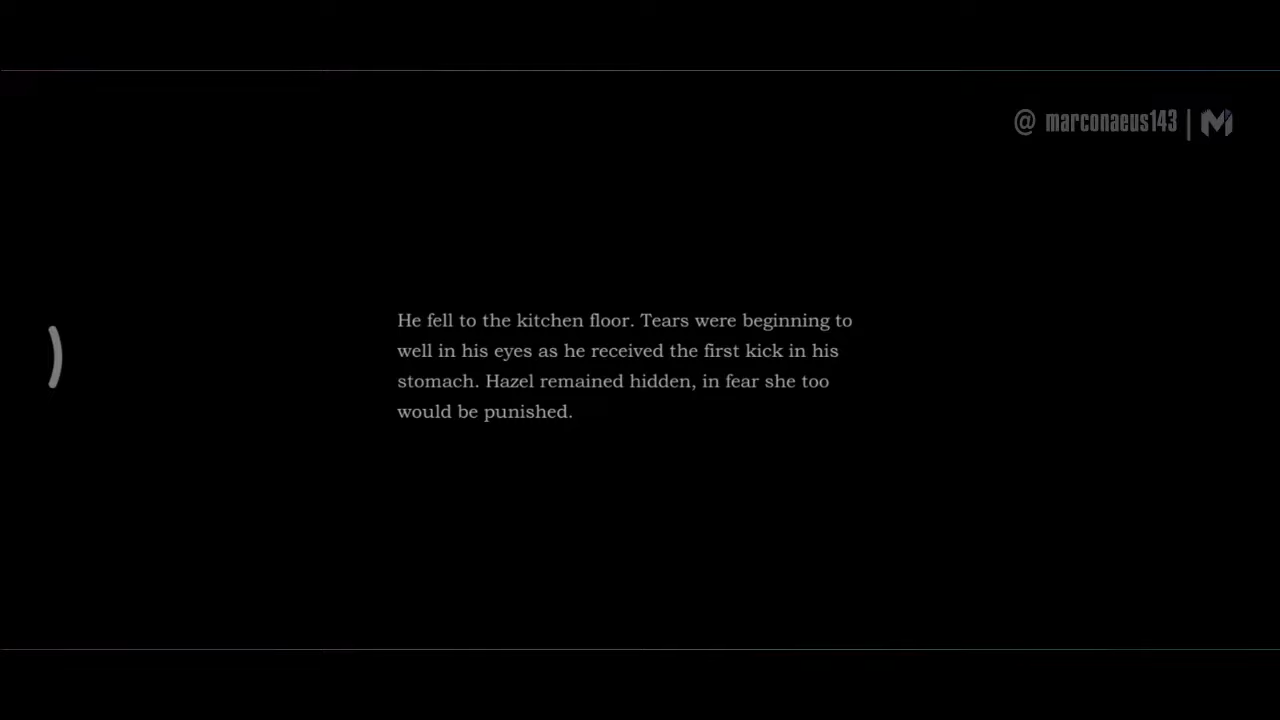 @ marconaeus143 | M
He fell to the kitchen floor. Tears were beginning to
well in his eyes as he received the first kick in his
stomach. Hazel remained hidden, in fear she too
would be punished.